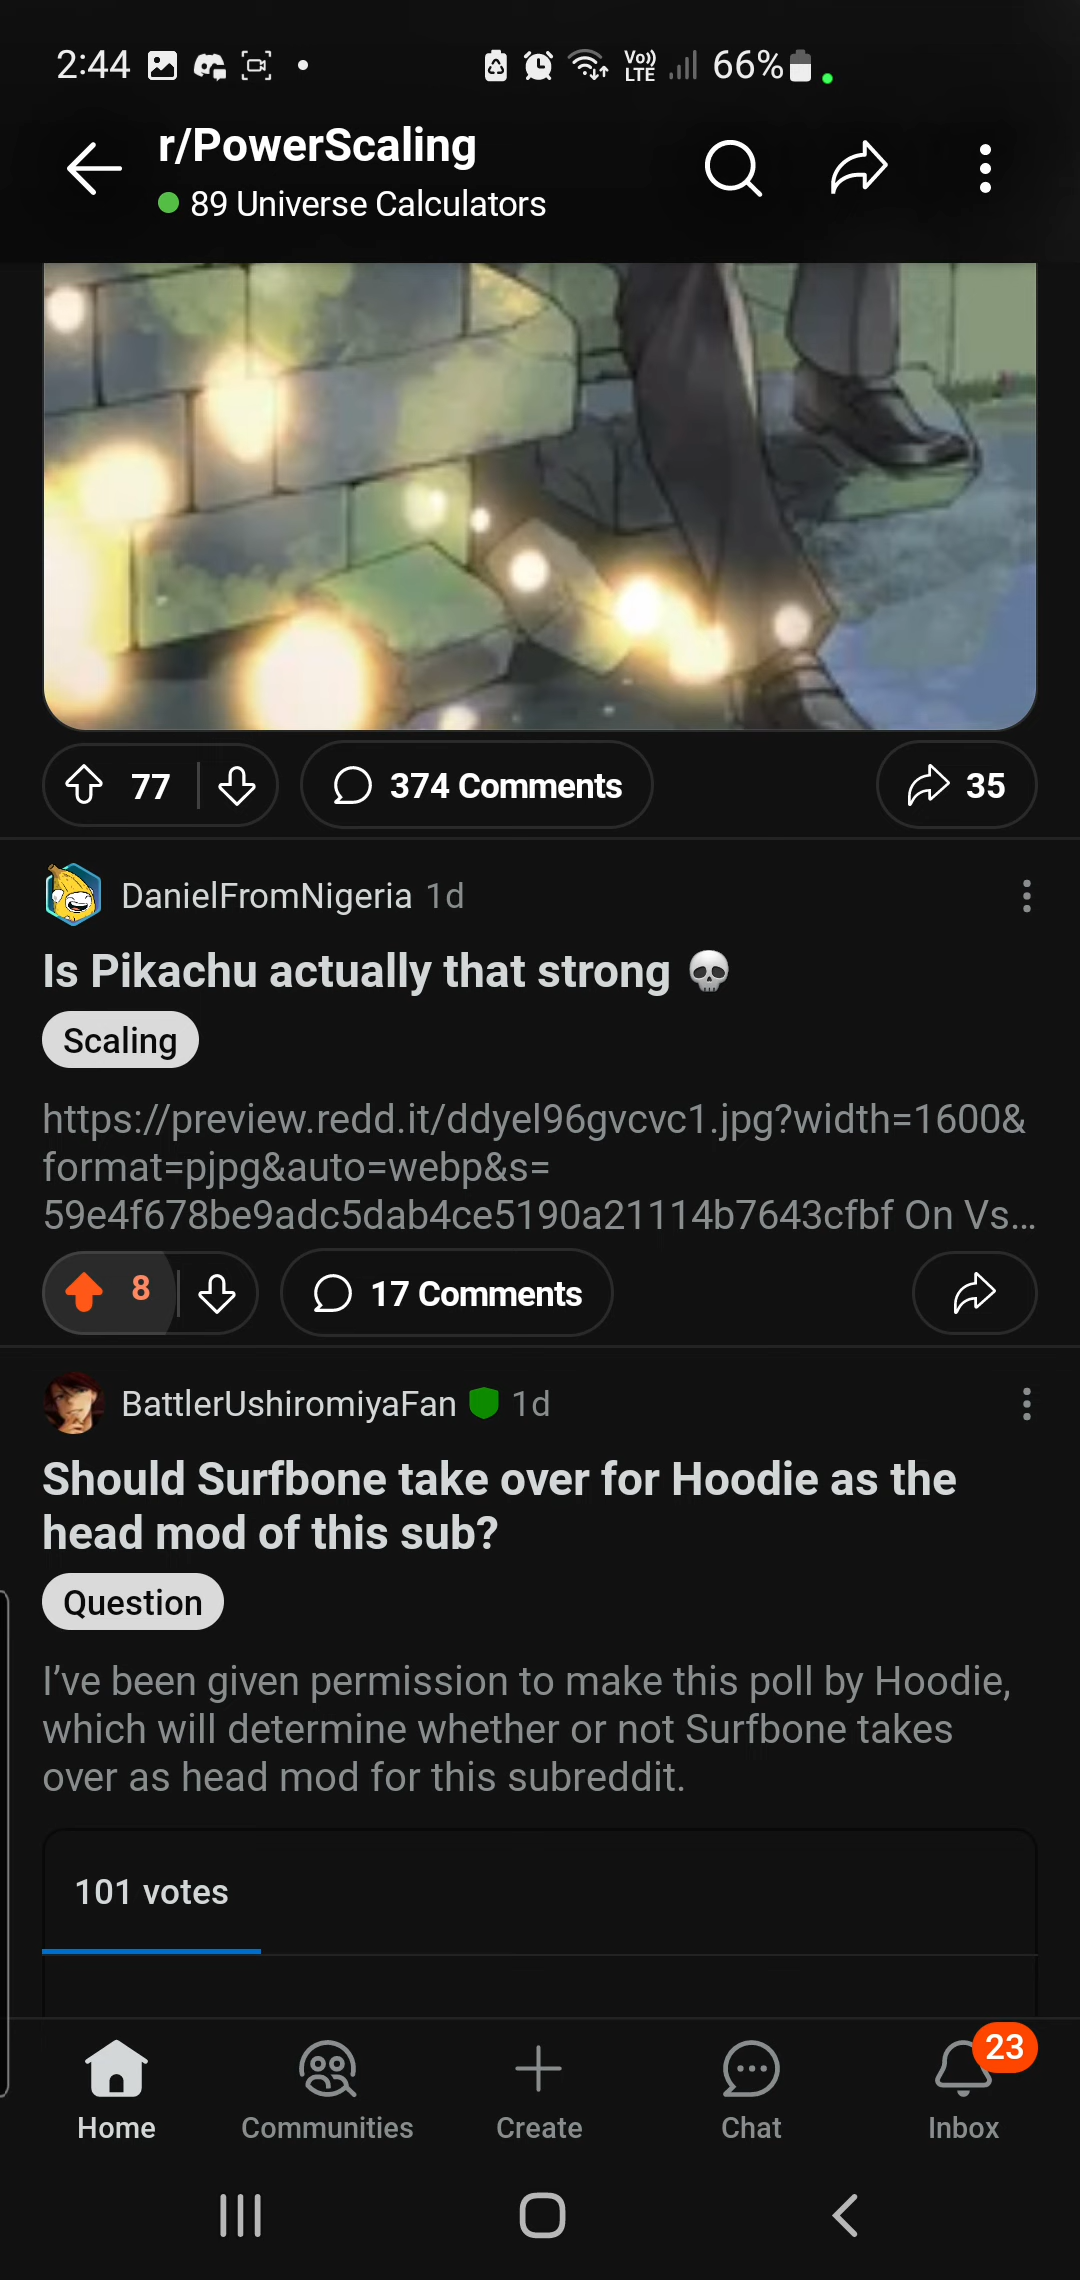 2:44
Vo))
LTE
66%
r/PowerScaling
89 Universe Calculators
77
374 Comments
35
DanielFromNigeria 1d
Is Pikachu actually that strong 💀
Scaling
https://preview.redd.it/ddyel96gvcvc1.jpg?width=1600&
format=pjpg&auto=webp&s=
59e4f678be9adc5dab4ce5190a21114b7643cfbf On Vs...
8
17 Comments
BattlerUshiromiyaFan 1d
Should Surfbone take over for Hoodie as the
head mod of this sub?
Question
I’ve been given permission to make this poll by Hoodie,
which will determine whether or not Surfbone takes
over as head mod for this subreddit.
101 votes
23
Home
Communities
Create
Chat
Inbox